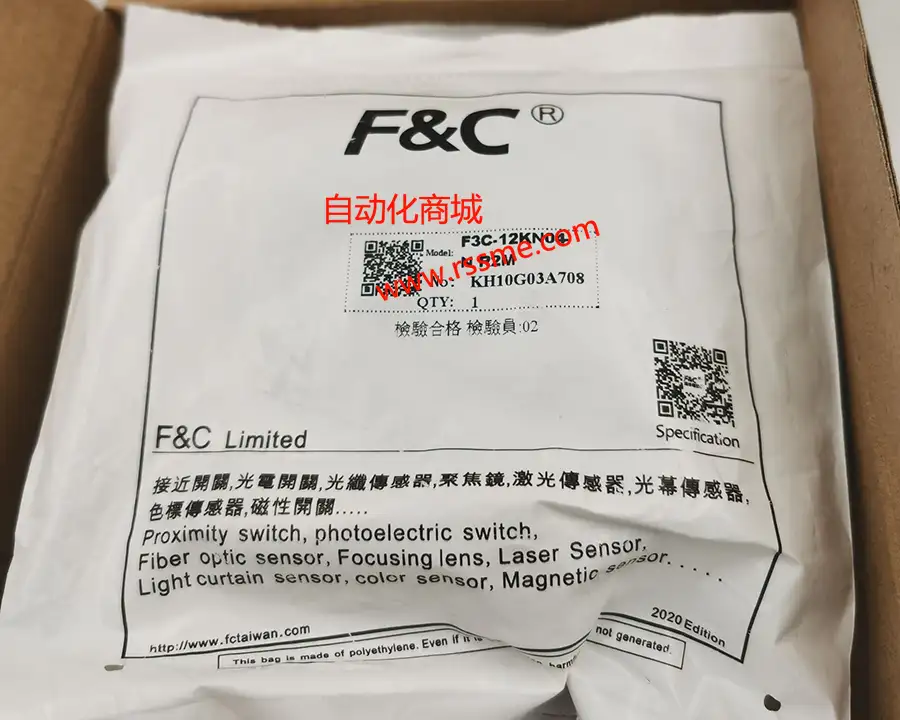 F&C®
自动化商城
Model: F3C-12KN04-
N R2M
www.rssme.com
No: KH10G03A708
QTY: 1
檢驗合格 檢驗員:02
Specification
F&C Limited
接近開關,光電開關,光纖傳感器,聚焦鏡,激光傳感器,光幕傳感器,
色標傳感器,磁性開關.....
Proximity switch, photoelectric switch,
Fiber optic sensor, Focusing lens, Laser Sensor,
Light curtain sensor, color sensor, Magnetic sensor......
2020 Edition
http://www.fctaiwan.com
This bag is made of polyethylene. Even if it is
not generated.